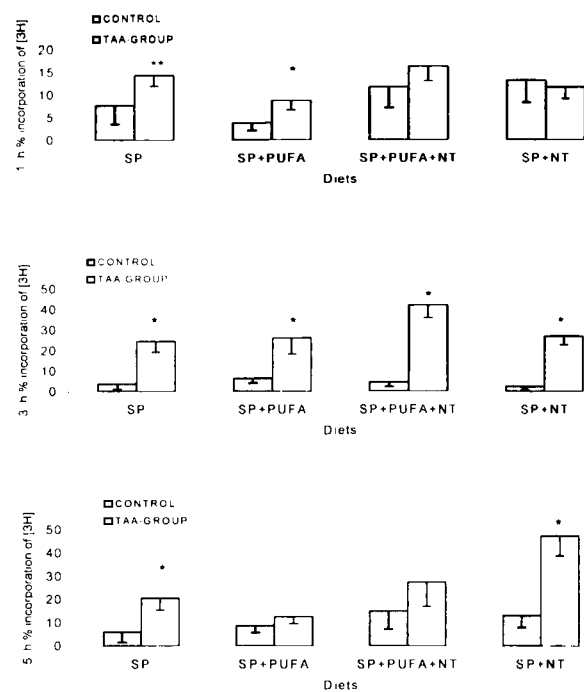 CONTROL
TAA-GROUP
1 h % incorporation of [3H]
20
15
10
5
0
**
*
SP
SP+PUFA
SP+PUFA+NT
SP+NT
Diets
CONTROL
TAA GROUP
3 h % incorporation of [3H]
50
40
30
20
10
0
*
*
*
*
SP
SP+PUFA
SP+PUFA+NT
SP+NT
Diets
CONTROL
TAA-GROUP
5 h % incorporation of [3H]
50
40
30
20
10
0
*
*
SP
SP+PUFA
SP+PUFA+NT
SP+NT
Diets